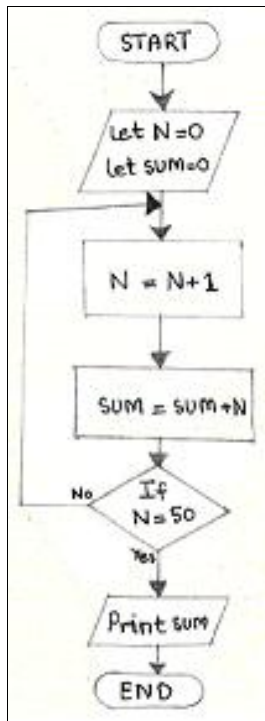 START
Let N=0
let sum=0
N = N+1
SUM = SUM+N
If
N=50
No
Yes
Print sum
END